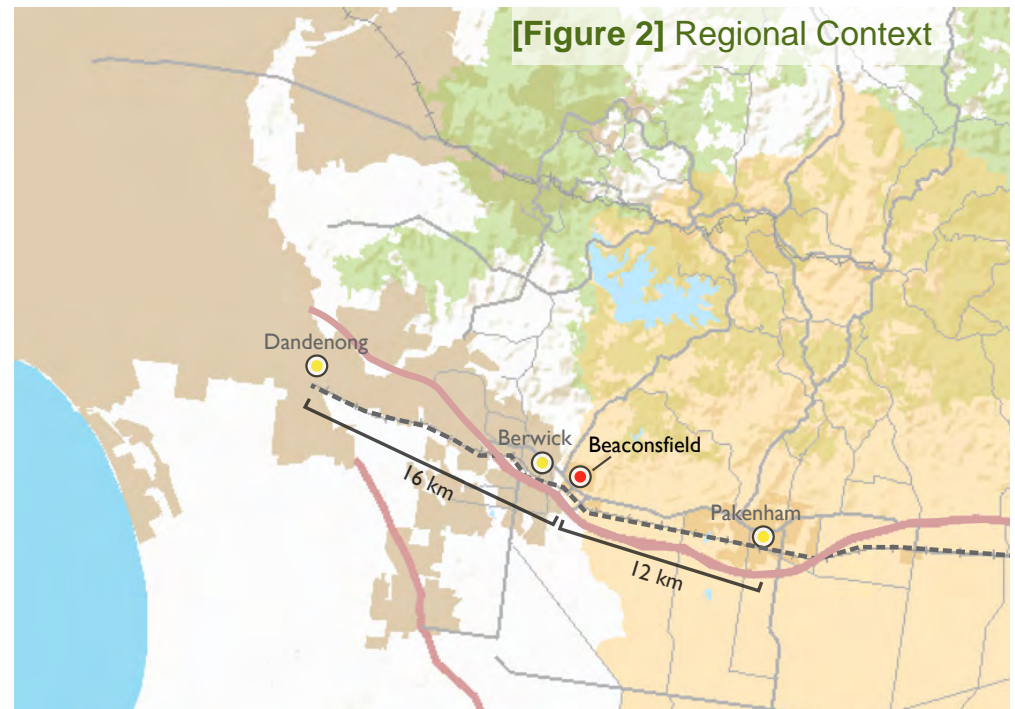 [Figure 2] Regional Context
Dandenong
Berwick
Beaconsfield
16 km
Pakenham
12 km